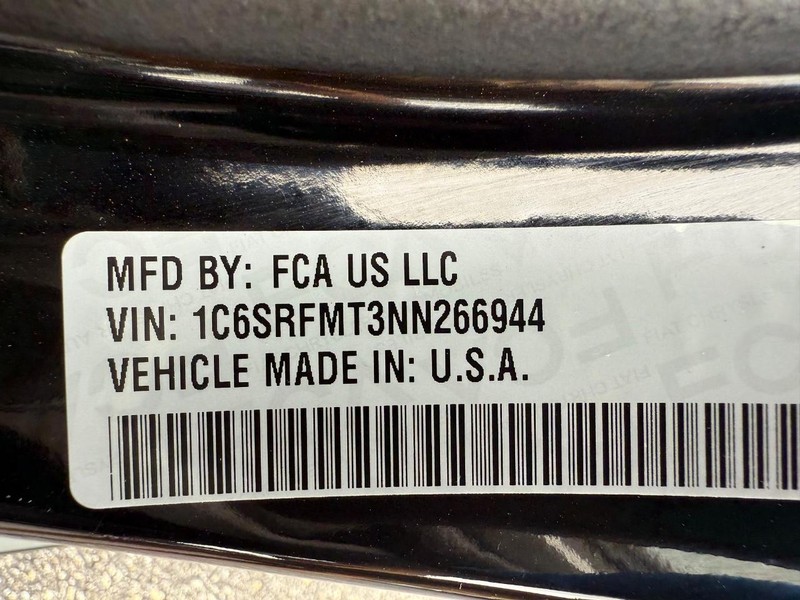 MFD BY: FCA US LLC
VIN: 1C6SRFMT3NN266944
VEHICLE MADE IN: U.S.A.